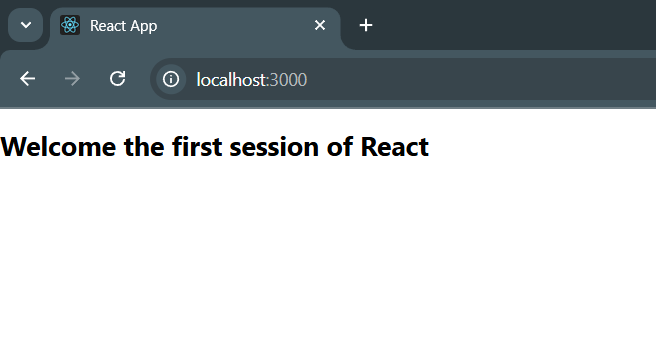 React App
localhost:3000
Welcome the first session of React